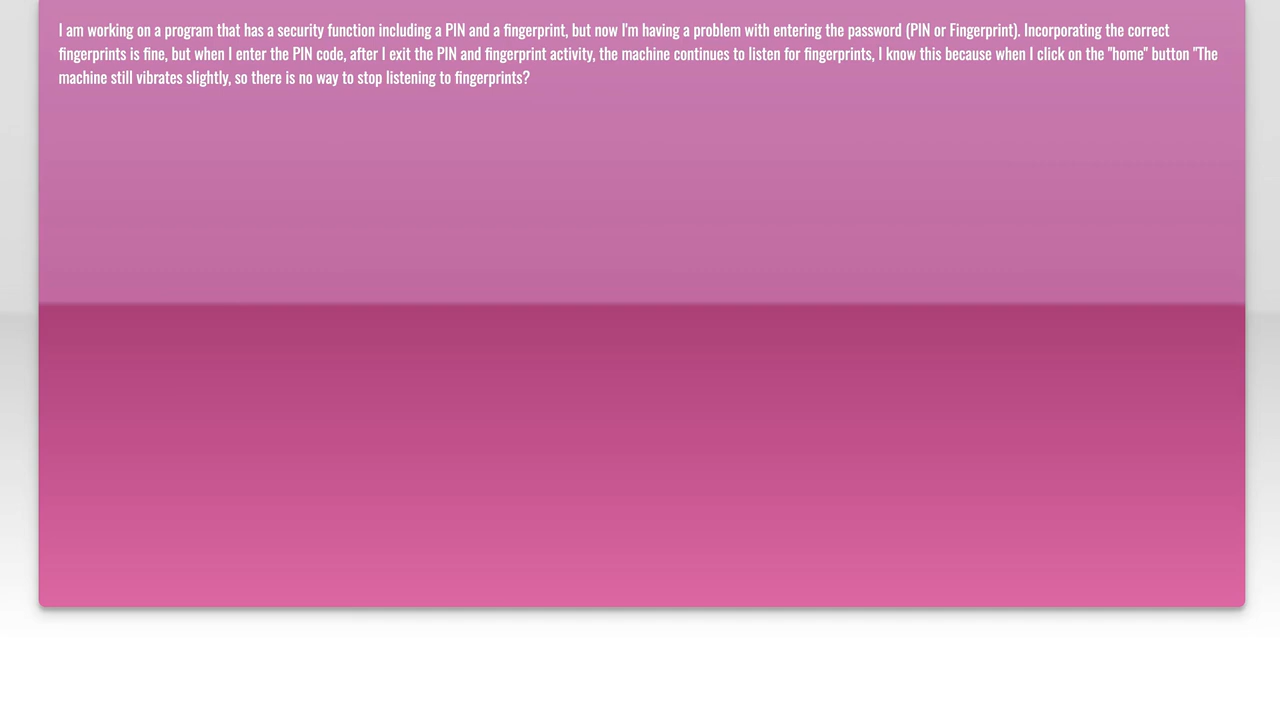 I am working on a program that has a security function including a PIN and a fingerprint, but now I'm having a problem with entering the password (PIN or Fingerprint). Incorporating the correct
fingerprints is fine, but when I enter the PIN code, after I exit the PIN and fingerprint activity, the machine continues to listen for fingerprints, I know this because when I click on the "home" button "The
machine still vibrates slightly, so there is no way to stop listening to fingerprints?